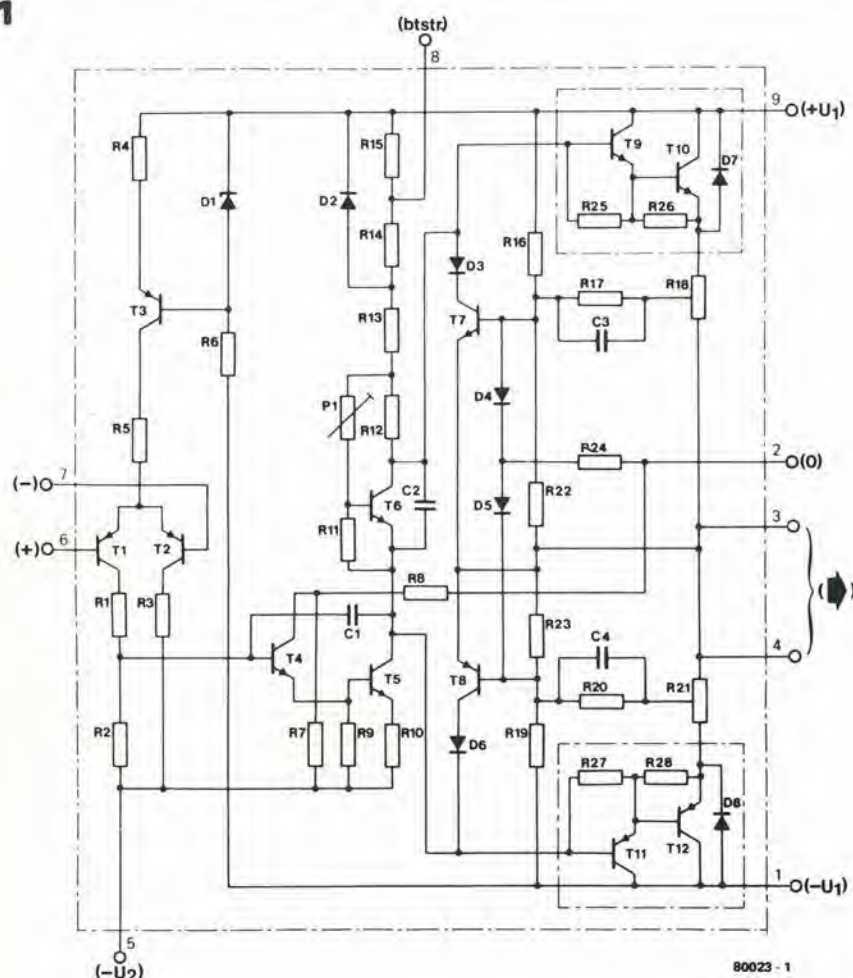 1
(btstr.)
8
9
(+U1)
R4
D1
D2
R15
R14
T9
T10
D7
R25
R26
D3
R16
R17
R18
C3
T3
R6
R13
T7
P1
R12
D4
R5
R24
2
(0)
(-)
7
C2
R22
T6
D5
(+)
6
T1
T2
R11
3
R8
R1
R3
C1
R23
C4
4
T4
T5
T8
R20
R21
R2
R7
R9
R10
D6
R19
R27
R28
D8
T11
T12
1
(-U1)
5
(-U2)
80023 - 1